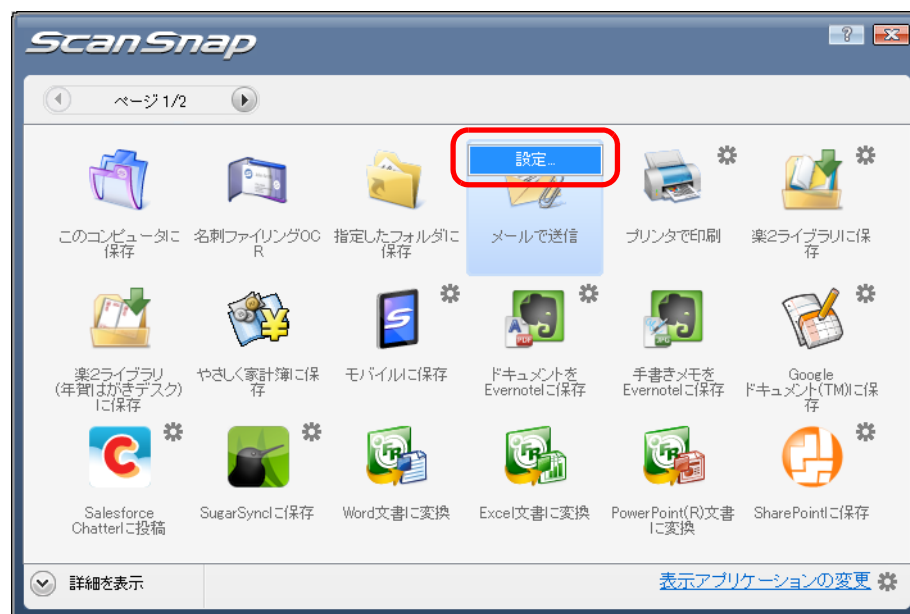 ScanSnap
ページ 1/2
設定...
このコンピュータに
保存
名刺ファイリングOC
R
指定したフォルダに
保存
メールで送信
プリンタで印刷
楽2ライブラリに保
存
楽2ライブラリ
(年賀はがきデスク)
に保存
やさしく家計簿に保
存
モバイルに保存
ドキュメントを
Evernoteに保存
手書きメモを
Evernoteに保存
Google
ドキュメント(TM)に保
存
Salesforce
Chatterに投稿
SugarSyncに保存
Word文書に変換
Excel文書に変換
PowerPoint(R)文書
に変換
SharePointに保存
詳細を表示
表示アプリケーションの変更